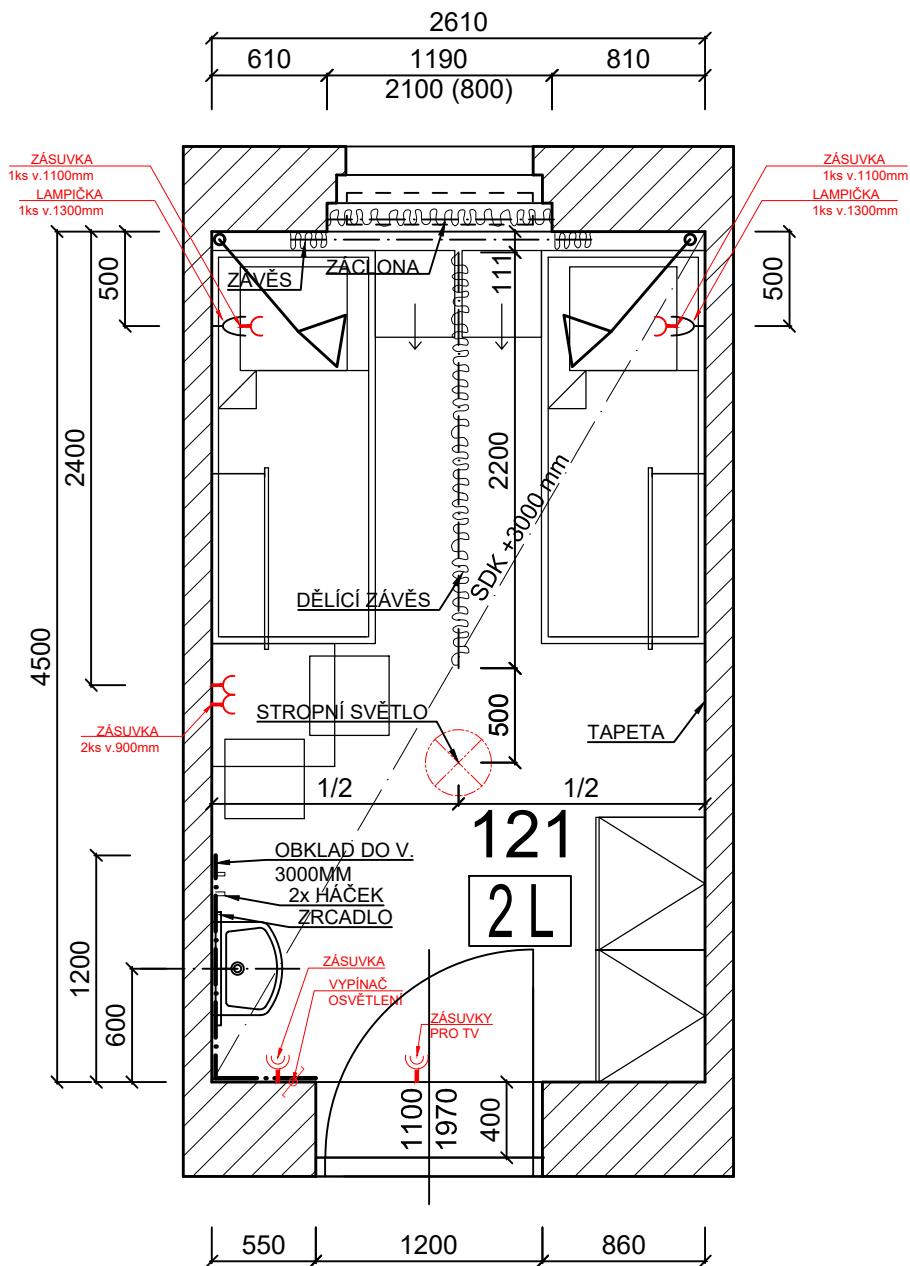 2610
610
1190
810
2100 (800)
ZÁSUVKA
1ks v.1100mm
LAMPIČKA
1ks v.1300mm
ZÁSUVKA
1ks v.1100mm
LAMPIČKA
1ks v.1300mm
500
ZÁVĚS
ZÁCLONA
111
500
2400
2200
SDK +3000 mm
DĚLÍCÍ ZÁVĚS
4500
STROPNÍ SVĚTLO
500
TAPETA
ZÁSUVKA
2ks v.900mm
1/2
1/2
121
2 L
OBKLAD DO V.
3000MM
2x HÁČEK
ZRCADLO
1200
600
ZÁSUVKA
VYPÍNAČ
OSVĚTLENÍ
ZÁSUVKY
PRO TV
1100
1970
400
550
1200
860